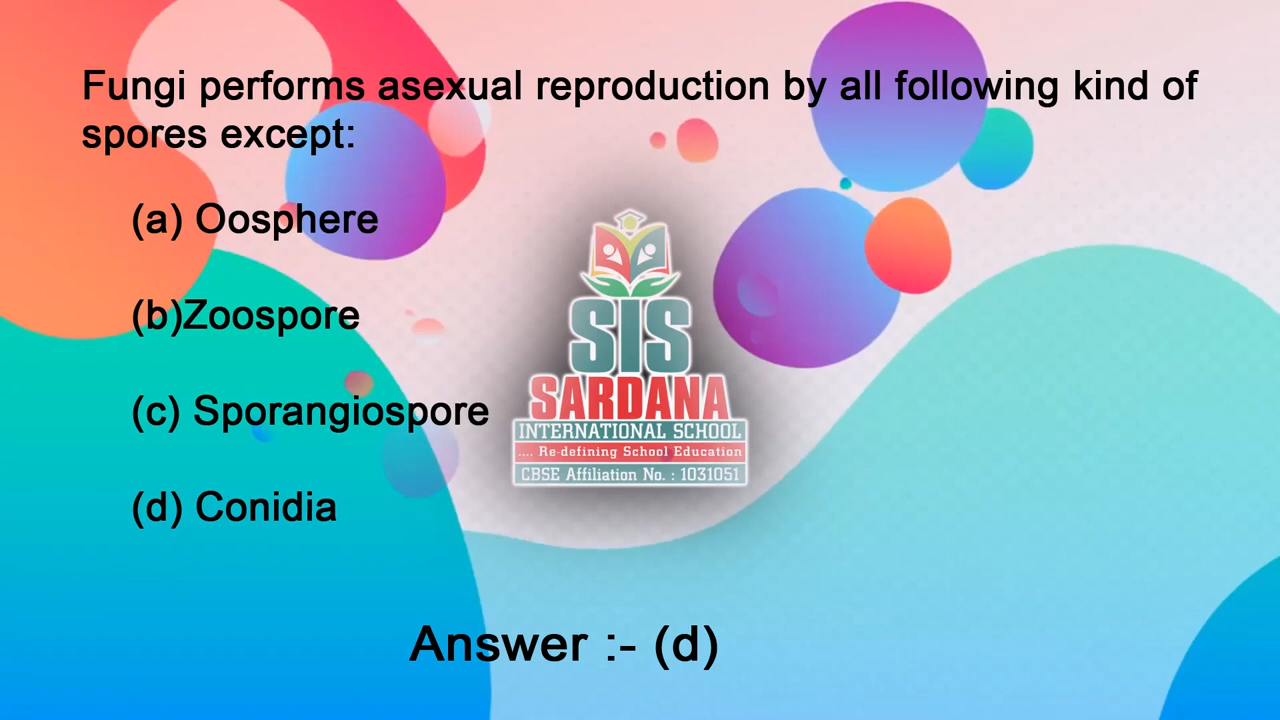 Fungi performs asexual reproduction by all following kind of
spores except:
(a) Oosphere
(b)Zoospore
(c) Sporangiospore
(d) Conidia
SIS
SARDANA
INTERNATIONAL SCHOOL
.... Re-defining School Education
CBSE Affiliation No. : 1031051
Answer :- (d)